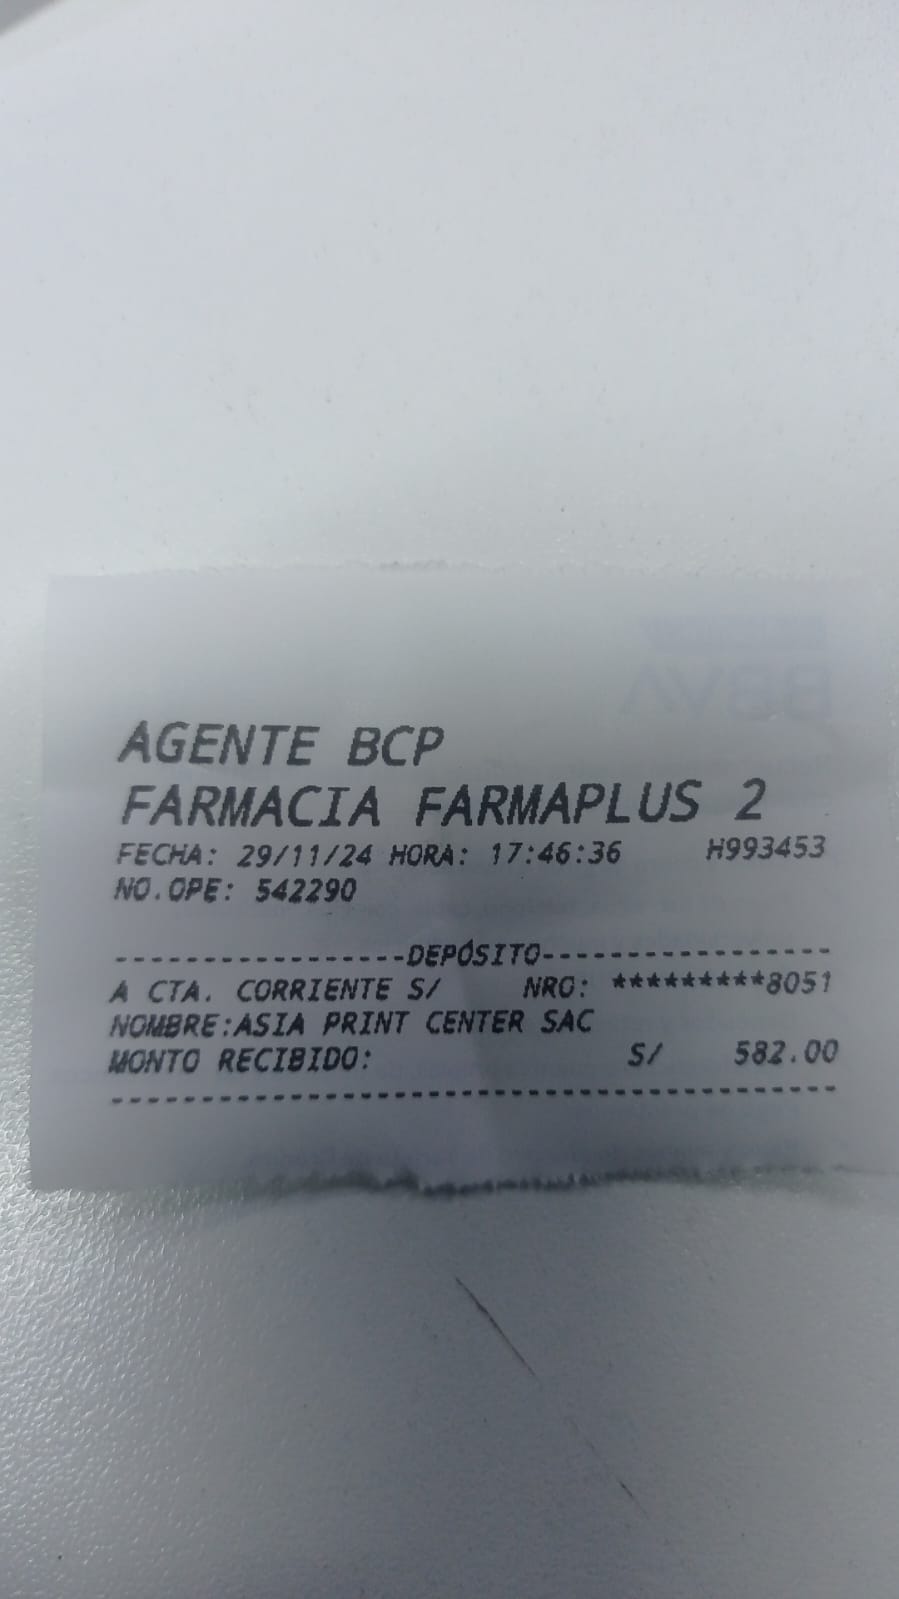 AGENTE BCP
FARMACIA FARMAPLUS 2
FECHA: 29/11/24 HORA: 17:46:36 H993453
NO.OPE: 542290
-----------------DEPÓSITO-----------------
A CTA. CORRIENTE S/ NRO: *********8051
NOMBRE:ASIA PRINT CENTER SAC
MONTO RECIBIDO: S/ 582.00
------------------------------------------
BBVA